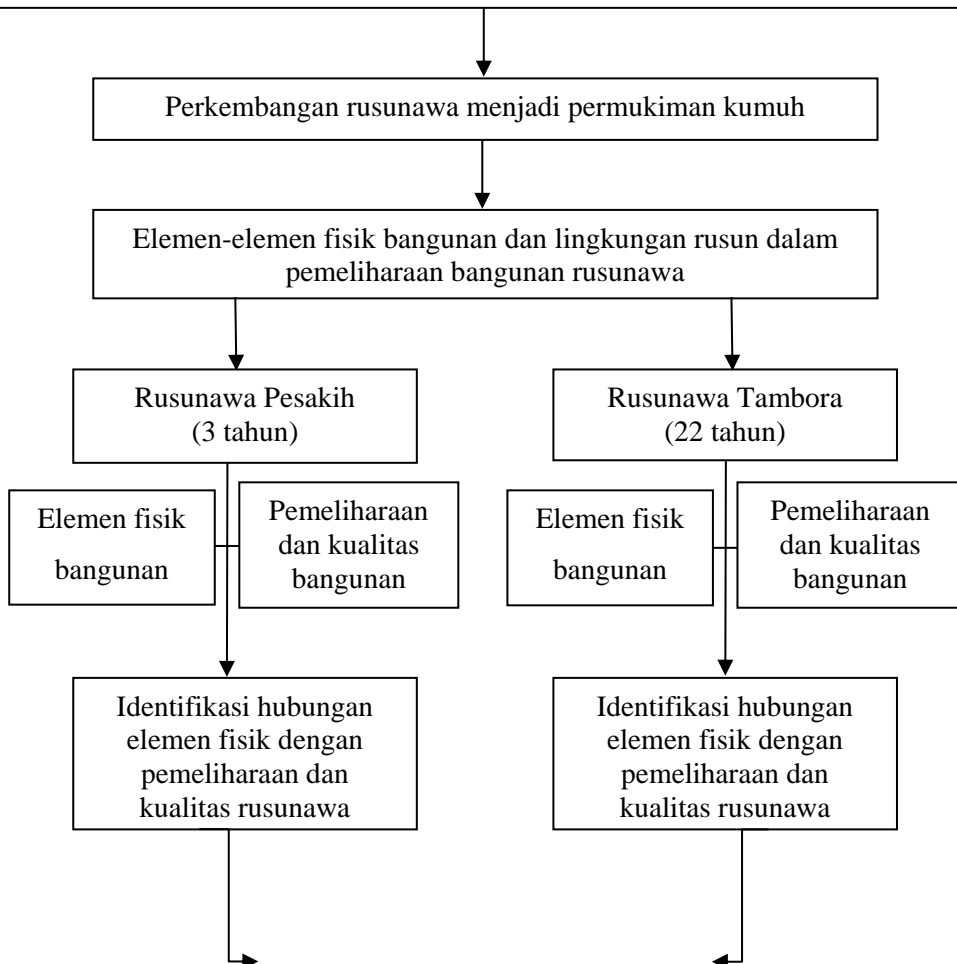 Perkembangan rusunawa menjadi permukiman kumuh
Elemen-elemen fisik bangunan dan lingkungan rusun dalam
pemeliharaan bangunan rusunawa
Rusunawa Pesakih
(3 tahun)
Rusunawa Tambora
(22 tahun)
Elemen fisik
bangunan
Pemeliharaan
dan kualitas
bangunan
Elemen fisik
bangunan
Pemeliharaan
dan kualitas
bangunan
Identifikasi hubungan
elemen fisik dengan
pemeliharaan dan
kualitas rusunawa
Identifikasi hubungan
elemen fisik dengan
pemeliharaan dan
kualitas rusunawa